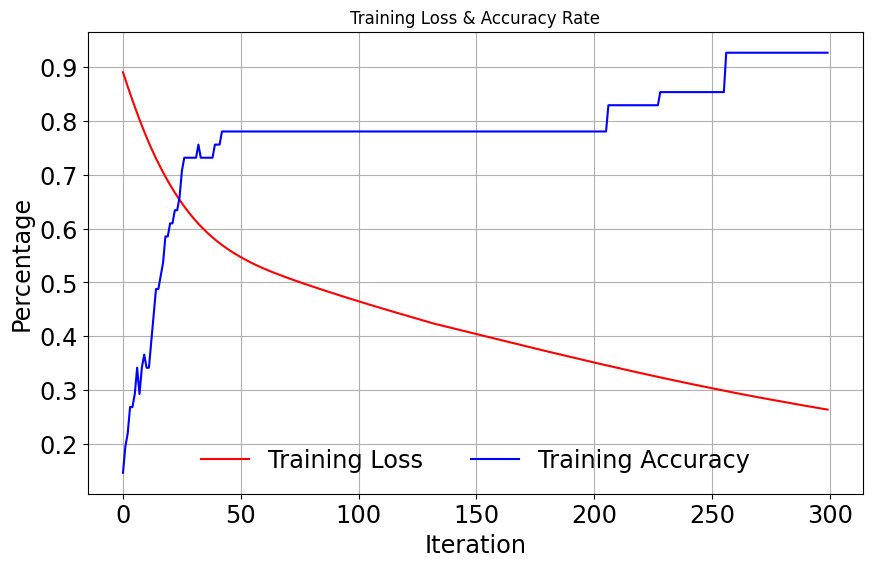 Training Loss & Accuracy Rate
Percentage
0.9
0.8
0.7
0.6
0.5
0.4
0.3
0.2
Training Loss Training Accuracy
0 50 100 150 200 250 300
Iteration